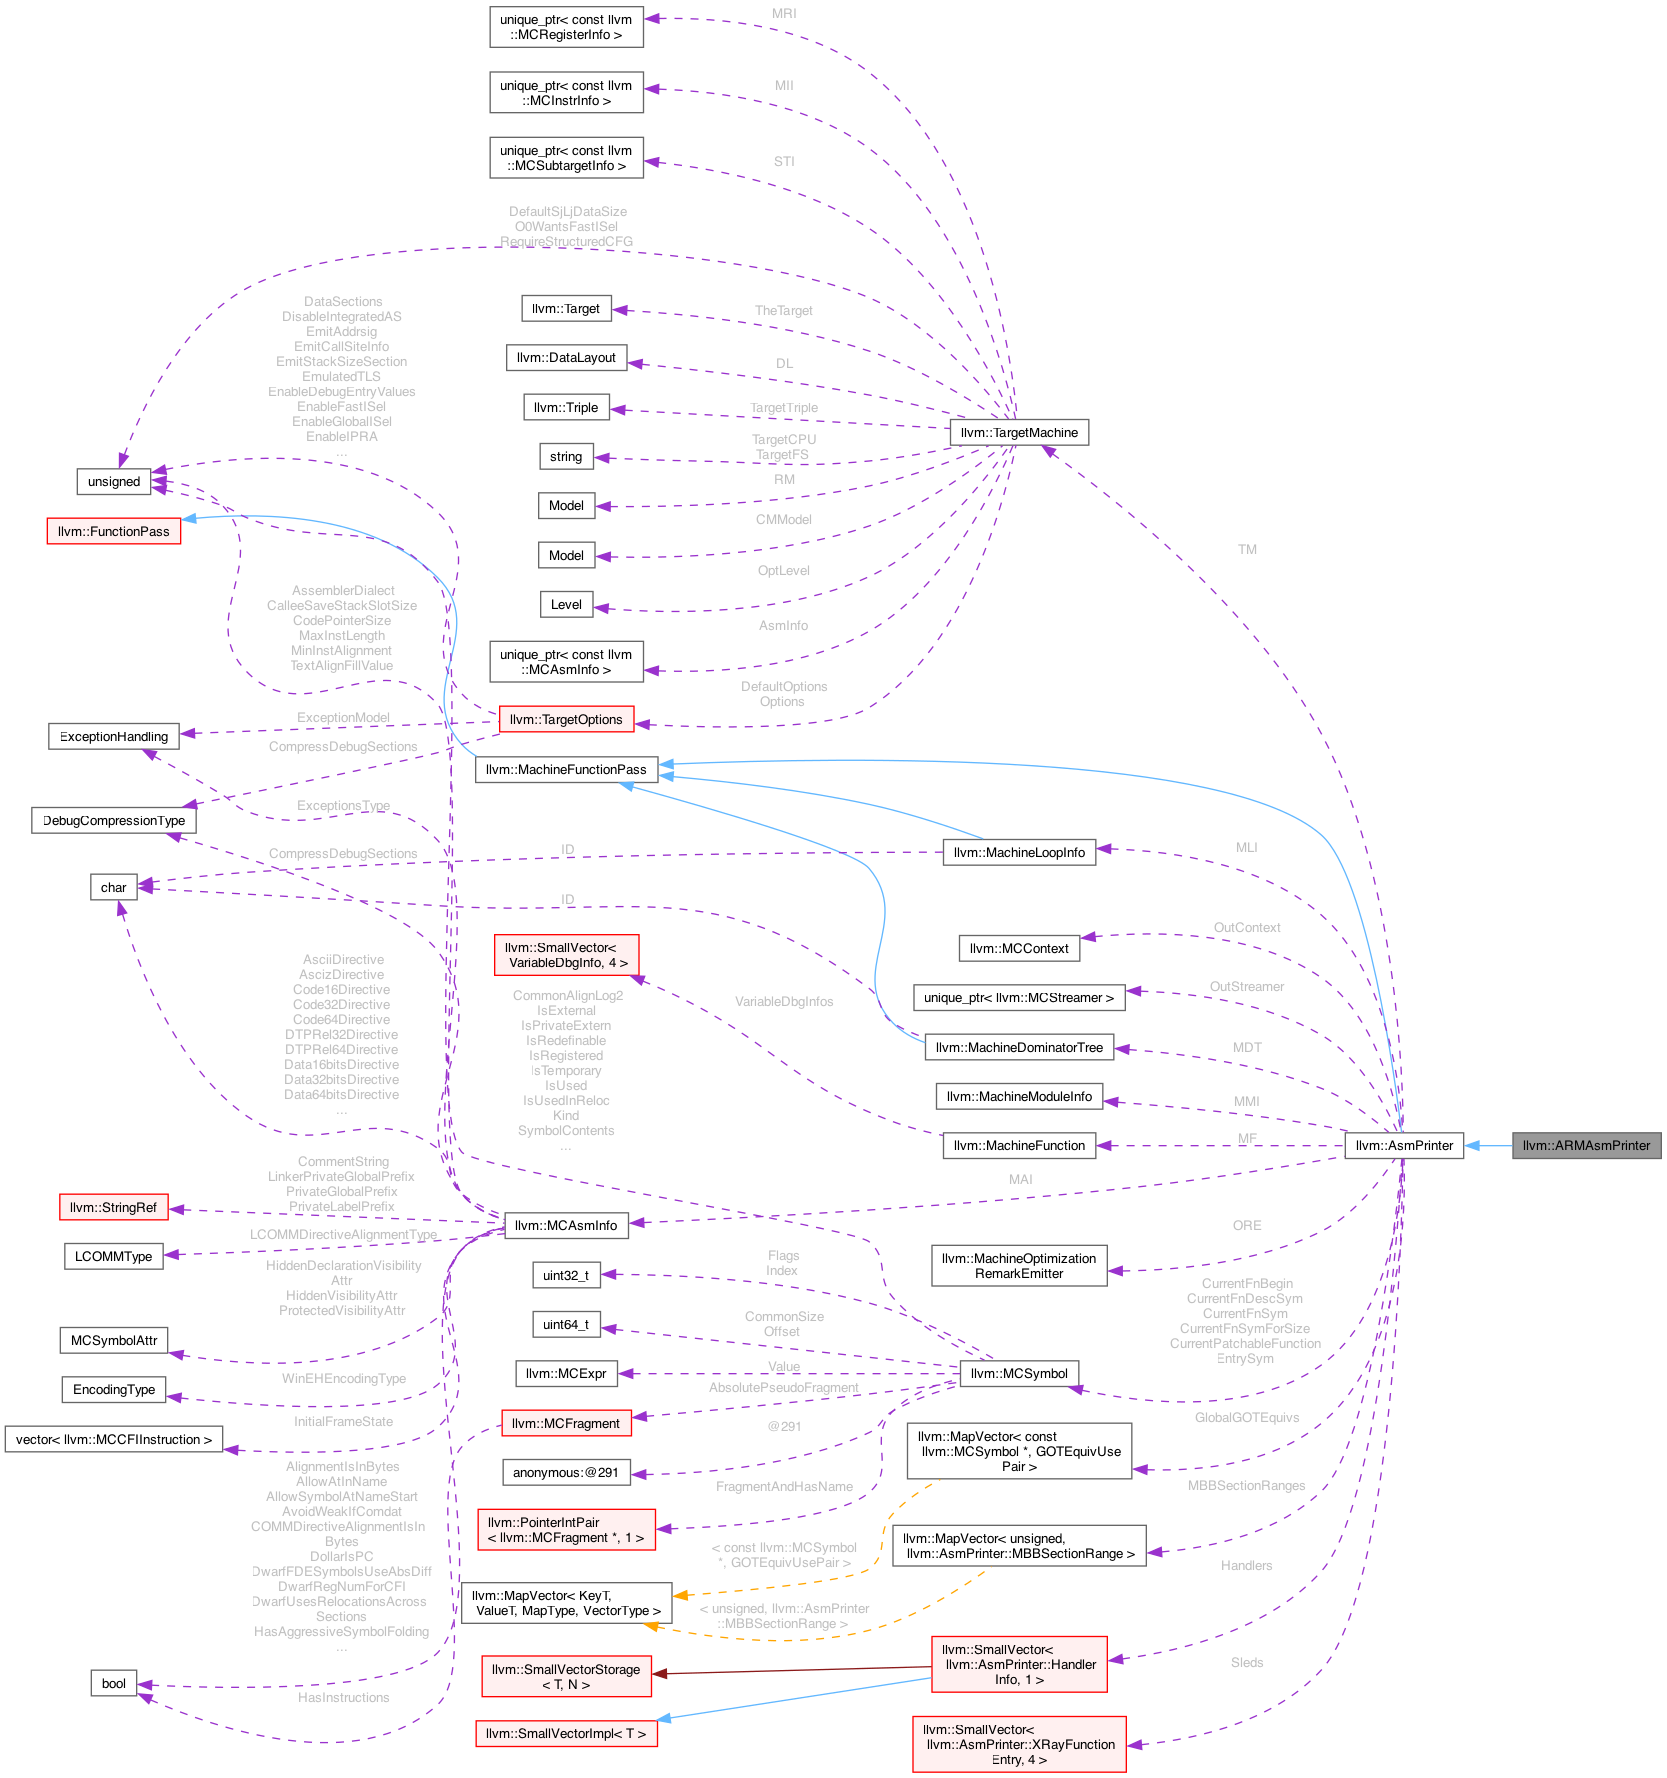 MRI
unique_ptr< const llvm
::MCRegisterInfo >
MII
unique_ptr< const llvm
::MCInstrInfo >
STI
unique_ptr< const llvm
::MCSubtargetInfo >
DefaultSjLjDataSize
O0WantsFastISel
RequireStructuredCFG
DataSections
DisableIntegratedAS
EmitAddrsig
EmitCallSiteInfo
EmitStackSizeSection
EmulatedTLS
EnableDebugEntryValues
EnableFastISel
EnableGlobalISel
EnableIPRA
...
llvm::Target
TheTarget
llvm::DataLayout
DL
llvm::Triple
TargetTriple
llvm::TargetMachine
string
TargetCPU
TargetFS
unsigned
Model
RM
llvm::FunctionPass
Model
CMModel
TM
Level
OptLevel
AssemblerDialect
CalleeSaveStackSlotSize
CodePointerSize
MaxInstLength
MinInstAlignment
TextAlignFillValue
unique_ptr< const llvm
::MCAsmInfo >
AsmInfo
DefaultOptions
Options
llvm::TargetOptions
ExceptionModel
ExceptionHandling
CompressDebugSections
llvm::MachineFunctionPass
ExceptionsType
DebugCompressionType
CompressDebugSections
ID
llvm::MachineLoopInfo
MLI
char
ID
llvm::SmallVector<
VariableDbgInfo, 4 >
llvm::MCContext
OutContext
AsciiDirective
AscizDirective
Code16Directive
Code32Directive
Code64Directive
DTPRel32Directive
DTPRel64Directive
Data16bitsDirective
Data32bitsDirective
Data64bitsDirective
...
CommonAlignLog2
IsExternal
IsPrivateExtern
IsRedefinable
IsRegistered
IsTemporary
IsUsed
IsUsedInReloc
Kind
SymbolContents
...
VariableDbgInfos
unique_ptr< llvm::MCStreamer >
OutStreamer
llvm::MachineDominatorTree
MDT
llvm::MachineModuleInfo
MMI
llvm::MachineFunction
MF
llvm::AsmPrinter
llvm::ARMAsmPrinter
CommentString
LinkerPrivateGlobalPrefix
PrivateGlobalPrefix
PrivateLabelPrefix
MAI
llvm::StringRef
llvm::MCAsmInfo
ORE
LCOMMDirectiveAlignmentType
LCOMMType
HiddenDeclarationVisibility
Attr
HiddenVisibilityAttr
ProtectedVisibilityAttr
uint32_t
Flags
Index
llvm::MachineOptimization
RemarkEmitter
CurrentFnBegin
CurrentFnDescSym
CurrentFnSym
CurrentFnSymForSize
CurrentPatchableFunction
EntrySym
uint64_t
CommonSize
Offset
MCSymbolAttr
llvm::MCExpr
Value
llvm::MCSymbol
WinEHEncodingType
EncodingType
AbsolutePseudoFragment
InitialFrameState
llvm::MCFragment
@291
GlobalGOTEquivs
vector< llvm::MCCFIInstruction >
llvm::MapVector< const
llvm::MCSymbol *, GOTEquivUse
Pair >
anonymous:@291
FragmentAndHasName
MBBSectionRanges
AlignmentIsInBytes
AllowAtInName
AllowSymbolAtNameStart
AvoidWeakIfComdat
COMMDirectiveAlignmentIsIn
Bytes
DollarIsPC
DwarfFDESymbolsUseAbsDiff
DwarfRegNumForCFI
DwarfUsesRelocationsAcross
Sections
HasAggressiveSymbolFolding
...
llvm::PointerIntPair
< llvm::MCFragment *, 1 >
llvm::MapVector< unsigned,
llvm::AsmPrinter::MBBSectionRange >
< const llvm::MCSymbol
*, GOTEquivUsePair >
Handlers
llvm::MapVector< KeyT,
ValueT, MapType, VectorType >
< unsigned, llvm::AsmPrinter
::MBBSectionRange >
llvm::SmallVector<
llvm::AsmPrinter::Handler
Info, 1 >
Sleds
llvm::SmallVectorStorage
< T, N >
bool
HasInstructions
llvm::SmallVectorImpl< T >
llvm::SmallVector<
llvm::AsmPrinter::XRayFunction
Entry, 4 >